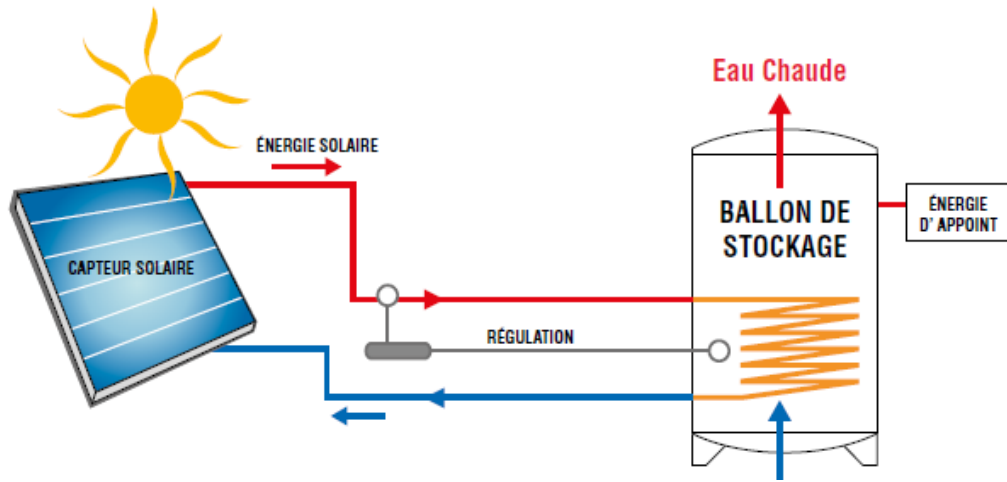 Eau Chaude
ÉNERGIE SOLAIRE
CAPTEUR SOLAIRE
BALLON DE
STOCKAGE
ÉNERGIE
D' APPOINT
RÉGULATION